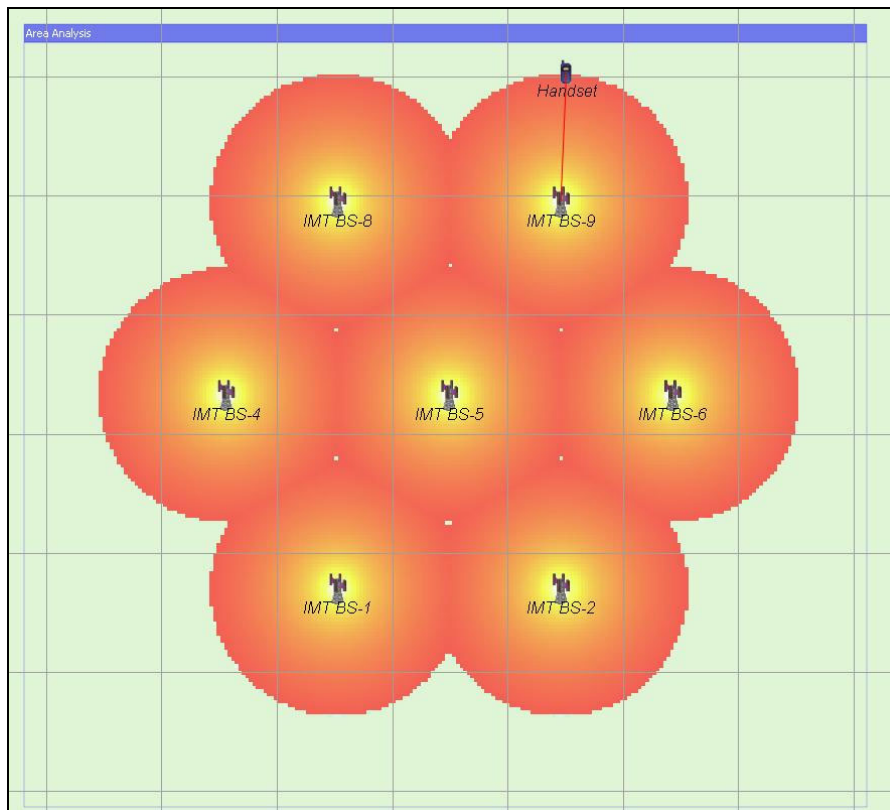 Area Analysis
Handset
IMT BS-8
IMT BS-9
IMT BS-4
IMT BS-5
IMT BS-6
IMT BS-1
IMT BS-2